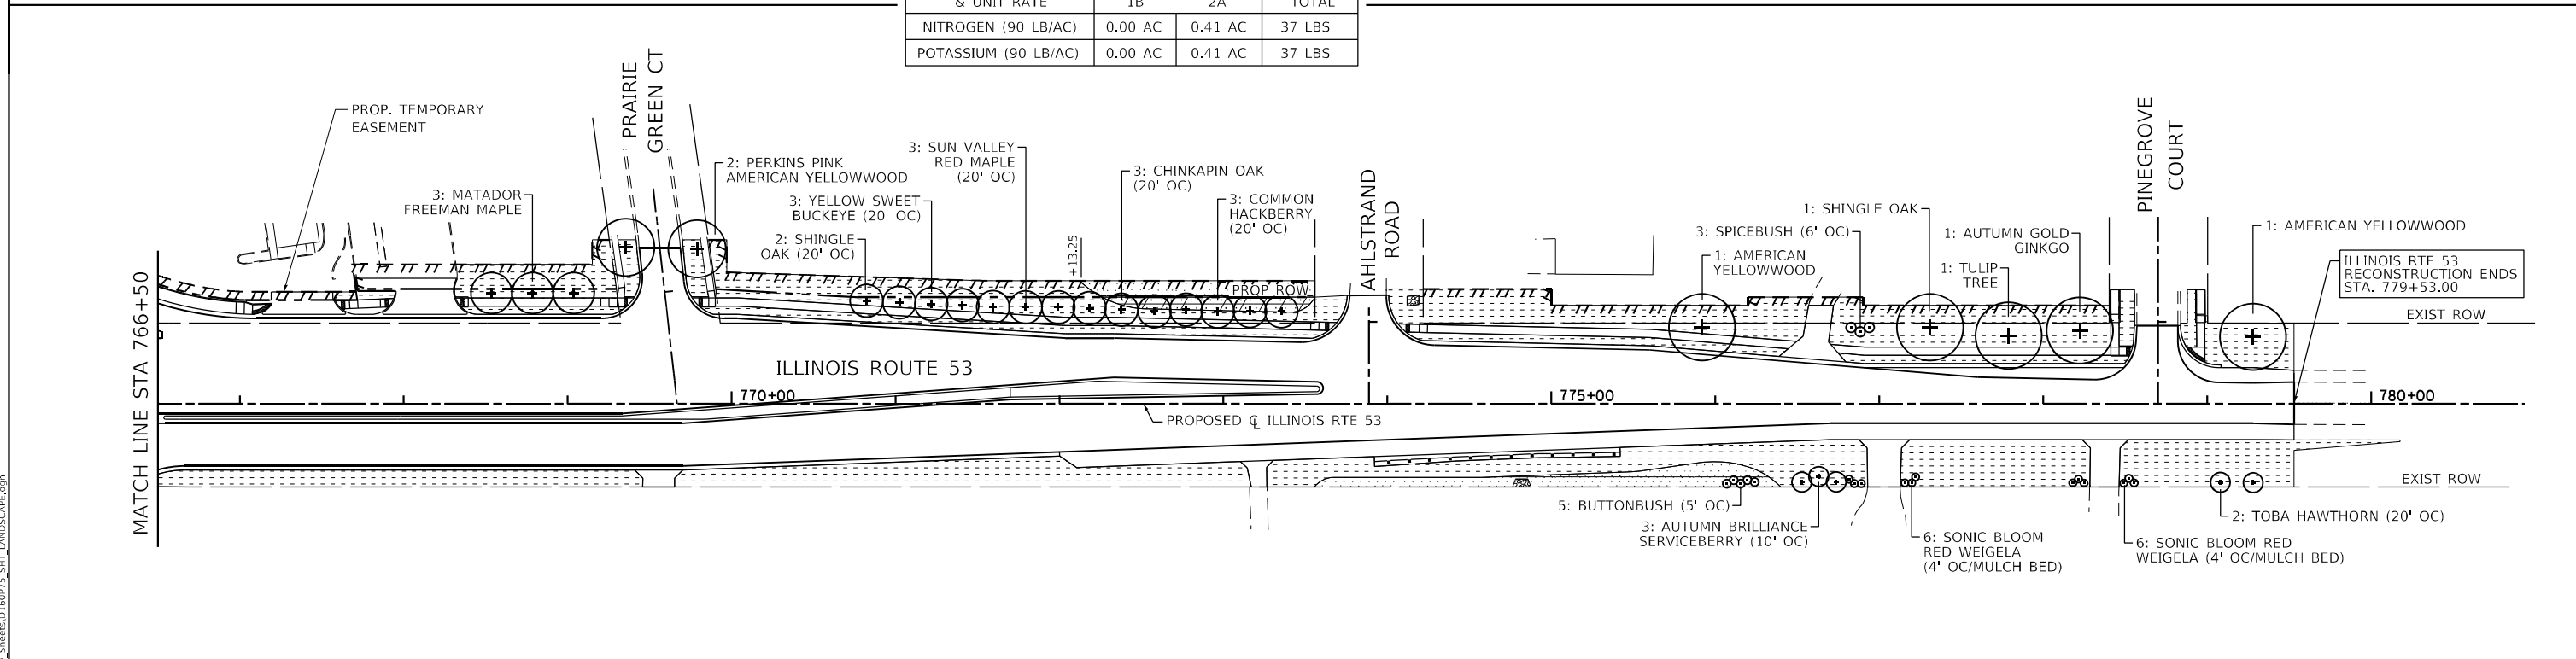 & UNIT RATE 1B 2A TOTAL
NITROGEN (90 LB/AC) 0.00 AC 0.41 AC 37 LBS
POTASSIUM (90 LB/AC) 0.00 AC 0.41 AC 37 LBS
PROP. TEMPORARY
EASEMENT
PRAIRIE
GREEN CT
3: MATADOR
FREEMAN MAPLE
2: PERKINS PINK
AMERICAN YELLOWWOOD
3: YELLOW SWEET
BUCKEYE (20' OC)
2: SHINGLE
OAK (20' OC)
3: SUN VALLEY
RED MAPLE
(20' OC)
+13.25
3: CHINKAPIN OAK
(20' OC)
3: COMMON
HACKBERRY
(20' OC)
PROP ROW
AHLSTRAND
ROAD
1: AMERICAN
YELLOWWOOD
3: SPICEBUSH (6' OC)
1: SHINGLE OAK
1: AUTUMN GOLD
GINKGO
1: TULIP
TREE
PINEGROVE
COURT
1: AMERICAN YELLOWWOOD
ILLINOIS RTE 53
RECONSTRUCTION ENDS
STA. 779+53.00
EXIST ROW
MATCH LINE STA 766+50
ILLINOIS ROUTE 53
770+00
775+00
780+00
PROPOSED ℄ ILLINOIS RTE 53
EXIST ROW
5: BUTTONBUSH (5' OC)
3: AUTUMN BRILLIANCE
SERVICEBERRY (10' OC)
6: SONIC BLOOM
RED WEIGELA
(4' OC/MULCH BED)
6: SONIC BLOOM RED
WEIGELA (4' OC/MULCH BED)
2: TOBA HAWTHORN (20' OC)